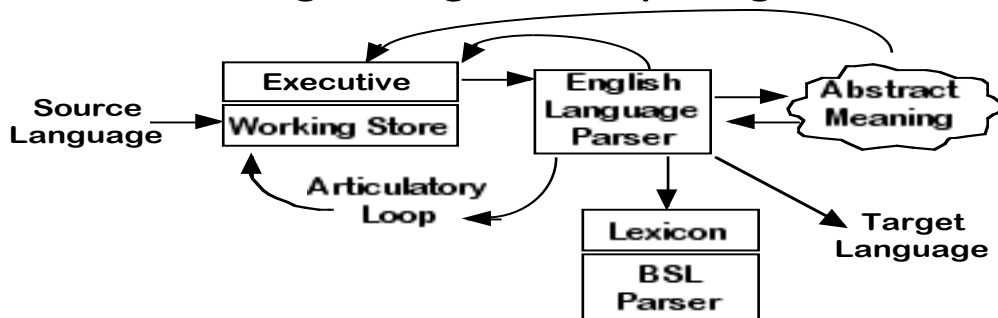 Executive
Working Store
Source
Language
English
Language
Parser
Abstract
Meaning
Articulatory
Loop
Lexicon
BSL
Parser
Target
Language